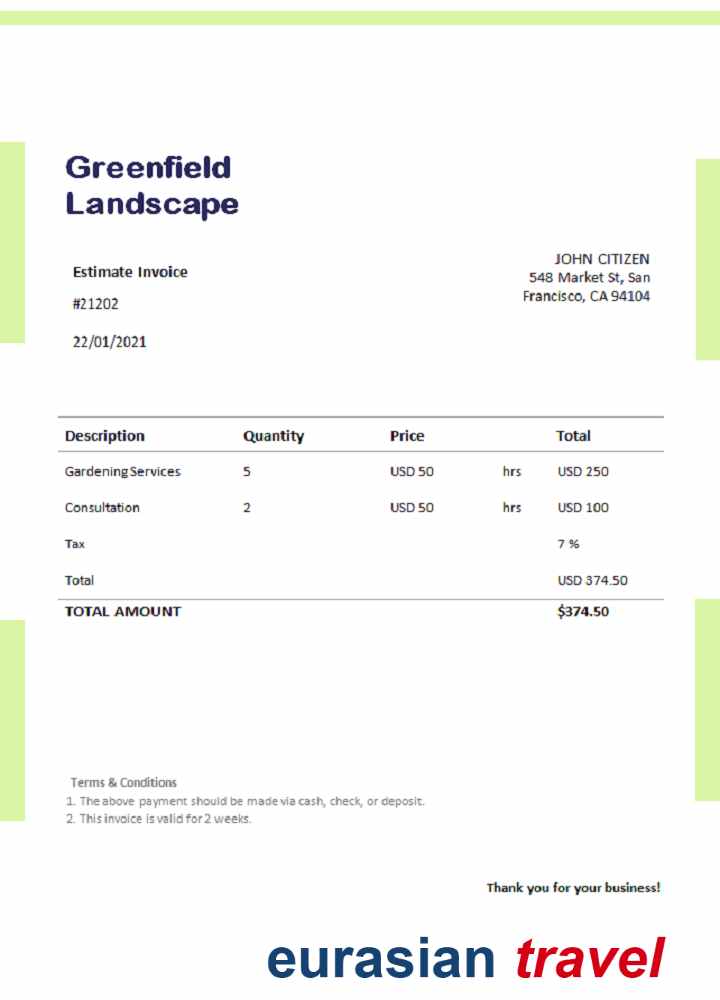 Greenfield
Landscape
JOHN CITIZEN
548 Market St, San
Francisco, CA 94104
Estimate Invoice
#21202
22/01/2021
Description Quantity Price Total
Gardening Services 5 USD 50 hrs USD 250
Consultation 2 USD 50 hrs USD 100
Tax 7 %
Total USD 374.50
TOTAL AMOUNT $374.50
Terms & Conditions
1. The above payment should be made via cash, check, or deposit.
2. This invoice is valid for 2 weeks.
Thank you for your business!
eurasian travel